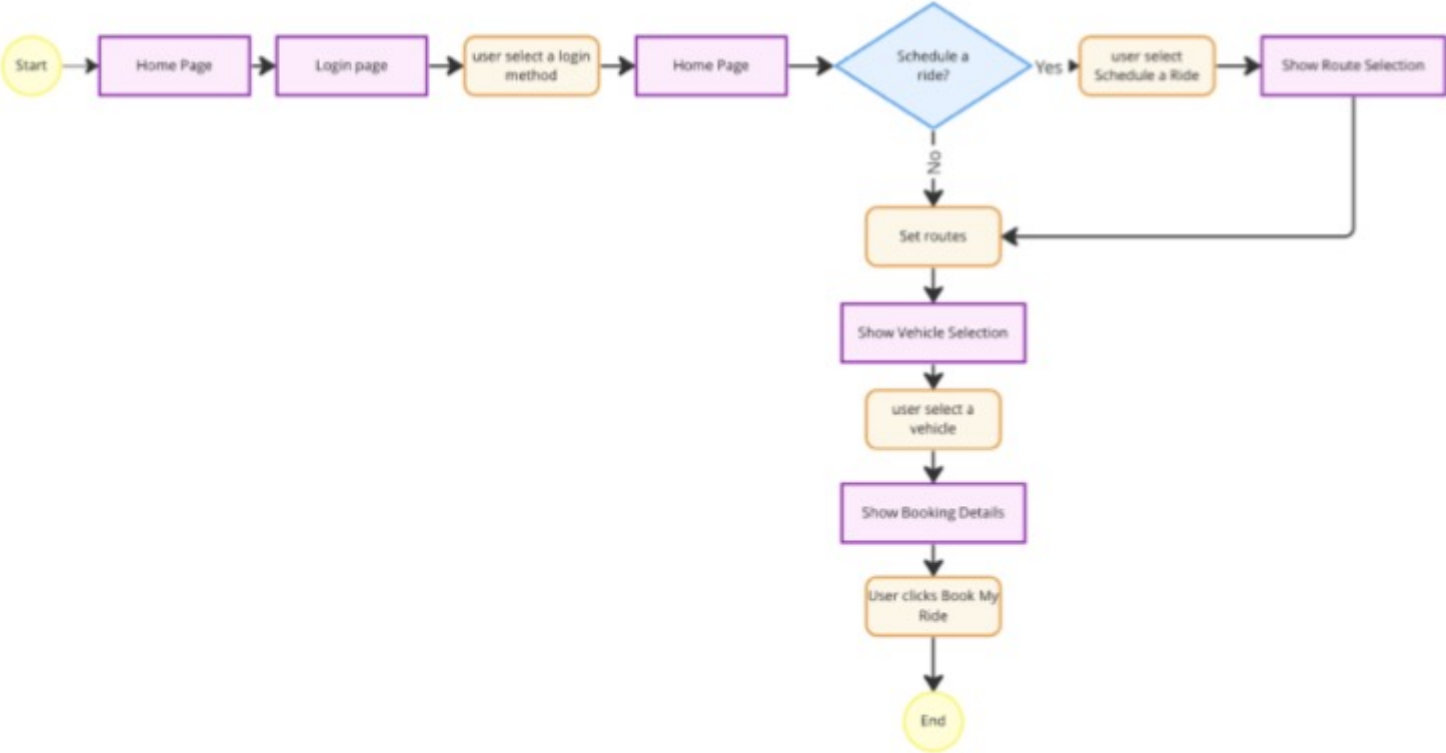 Start
Home Page
Login page
user select a login
method
Home Page
Schedule a
ride?
Yes
user select
Schedule a Ride
Show Route Selection
No
Set routes
Show Vehicle Selection
user select a
vehicle
Show Booking Details
User clicks Book My
Ride
End